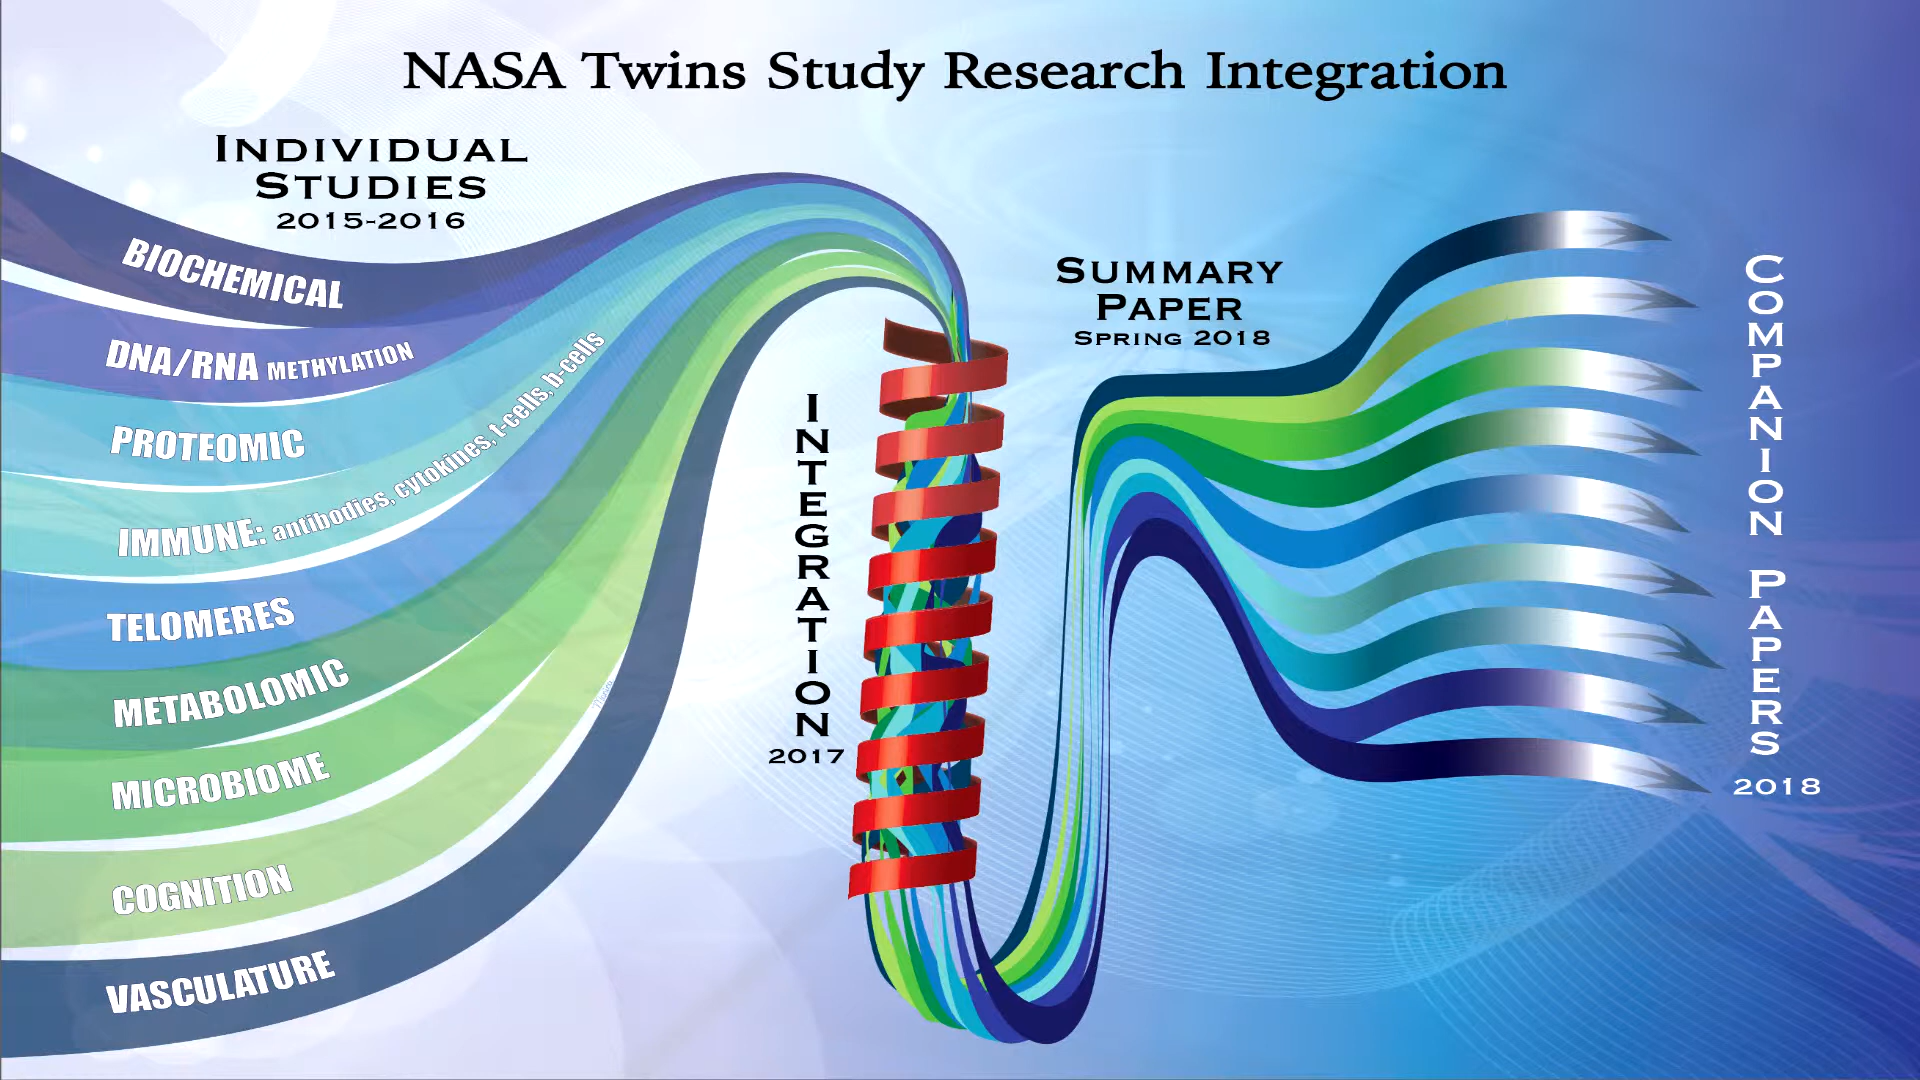 NASA Twins Study Research Integration
INDIVIDUAL
STUDIES
2015-2016
BIOCHEMICAL
DNA/RNA METHYLATION
PROTEOMIC
IMMUNE: antibodies, cytokines, t-cells, b-cells
TELOMERES
METABOLOMIC
MICROBIOME
COGNITION
VASCULATURE
INTEGRATION
2017
SUMMARY
PAPER
SPRING 2018
COMPANION PAPERS
2018